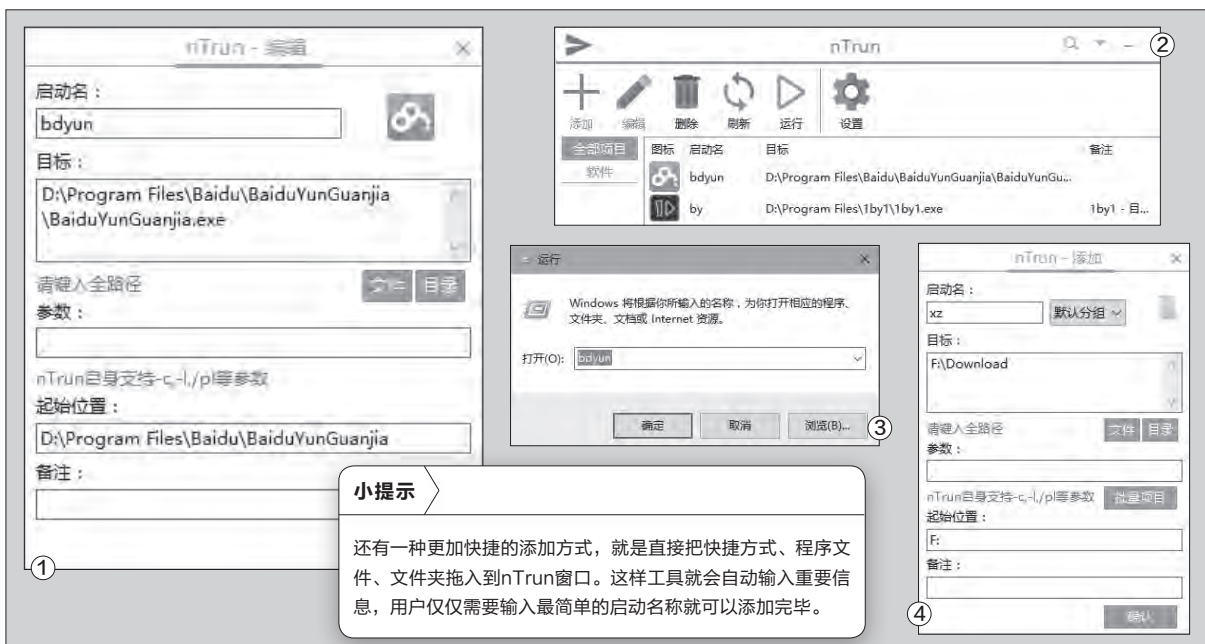 nTrun - 编辑
启动名：
bdyun
目标：
D:\Program Files\Baidu\BaiduYunGuanjia
\BaiduYunGuanjia.exe
请键入全路径
文件 目录
参数：
nTrun自身支持-c,-l,/pl等参数
起始位置：
D:\Program Files\Baidu\BaiduYunGuanjia
备注：
①
nTrun
②
添加 编辑 删除 刷新 运行 设置
全部项目 图标 启动名 目标 备注
软件
bdyun D:\Program Files\Baidu\BaiduYunGuanjia\BaiduYunGu...
by D:\Program Files\1by1\1by1.exe 1by1 - 目...
运行
Windows 将根据你所输入的名称，为你打开相应的程序、
文件夹、文档或 Internet 资源。
打开(O): bdyun
确定 取消 浏览(B)...
③
nTrun - 添加
启动名：
xz 默认分组
目标：
F:\Download
请键入全路径 文件 目录
参数：
nTrun自身支持-c,-l,/pl等参数 批量项目
起始位置：
F:
备注：
④
确认
小提示
还有一种更加快捷的添加方式，就是直接把快捷方式、程序文
件、文件夹拖入到nTrun窗口。这样工具就会自动输入重要信
息，用户仅仅需要输入最简单的启动名称就可以添加完毕。